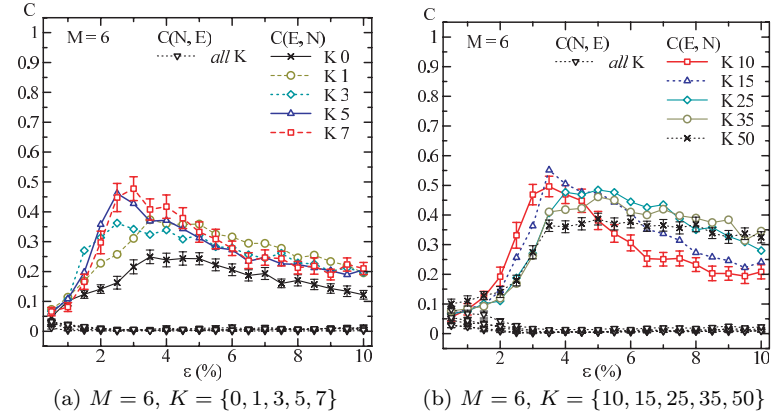 C
M = 6
C(N, E)
C(E, N)
all K
K 0
K 1
K 3
K 5
K 7
1
0.9
0.8
0.7
0.6
0.5
0.4
0.3
0.2
0.1
0
2
4
6
8
10
ε (%)
(a) M = 6, K = {0, 1, 3, 5, 7}
C
M = 6
C(N, E)
C(E, N)
all K
K 10
K 15
K 25
K 35
K 50
1
0.9
0.8
0.7
0.6
0.5
0.4
0.3
0.2
0.1
0
2
4
6
8
10
ε (%)
(b) M = 6, K = {10, 15, 25, 35, 50}